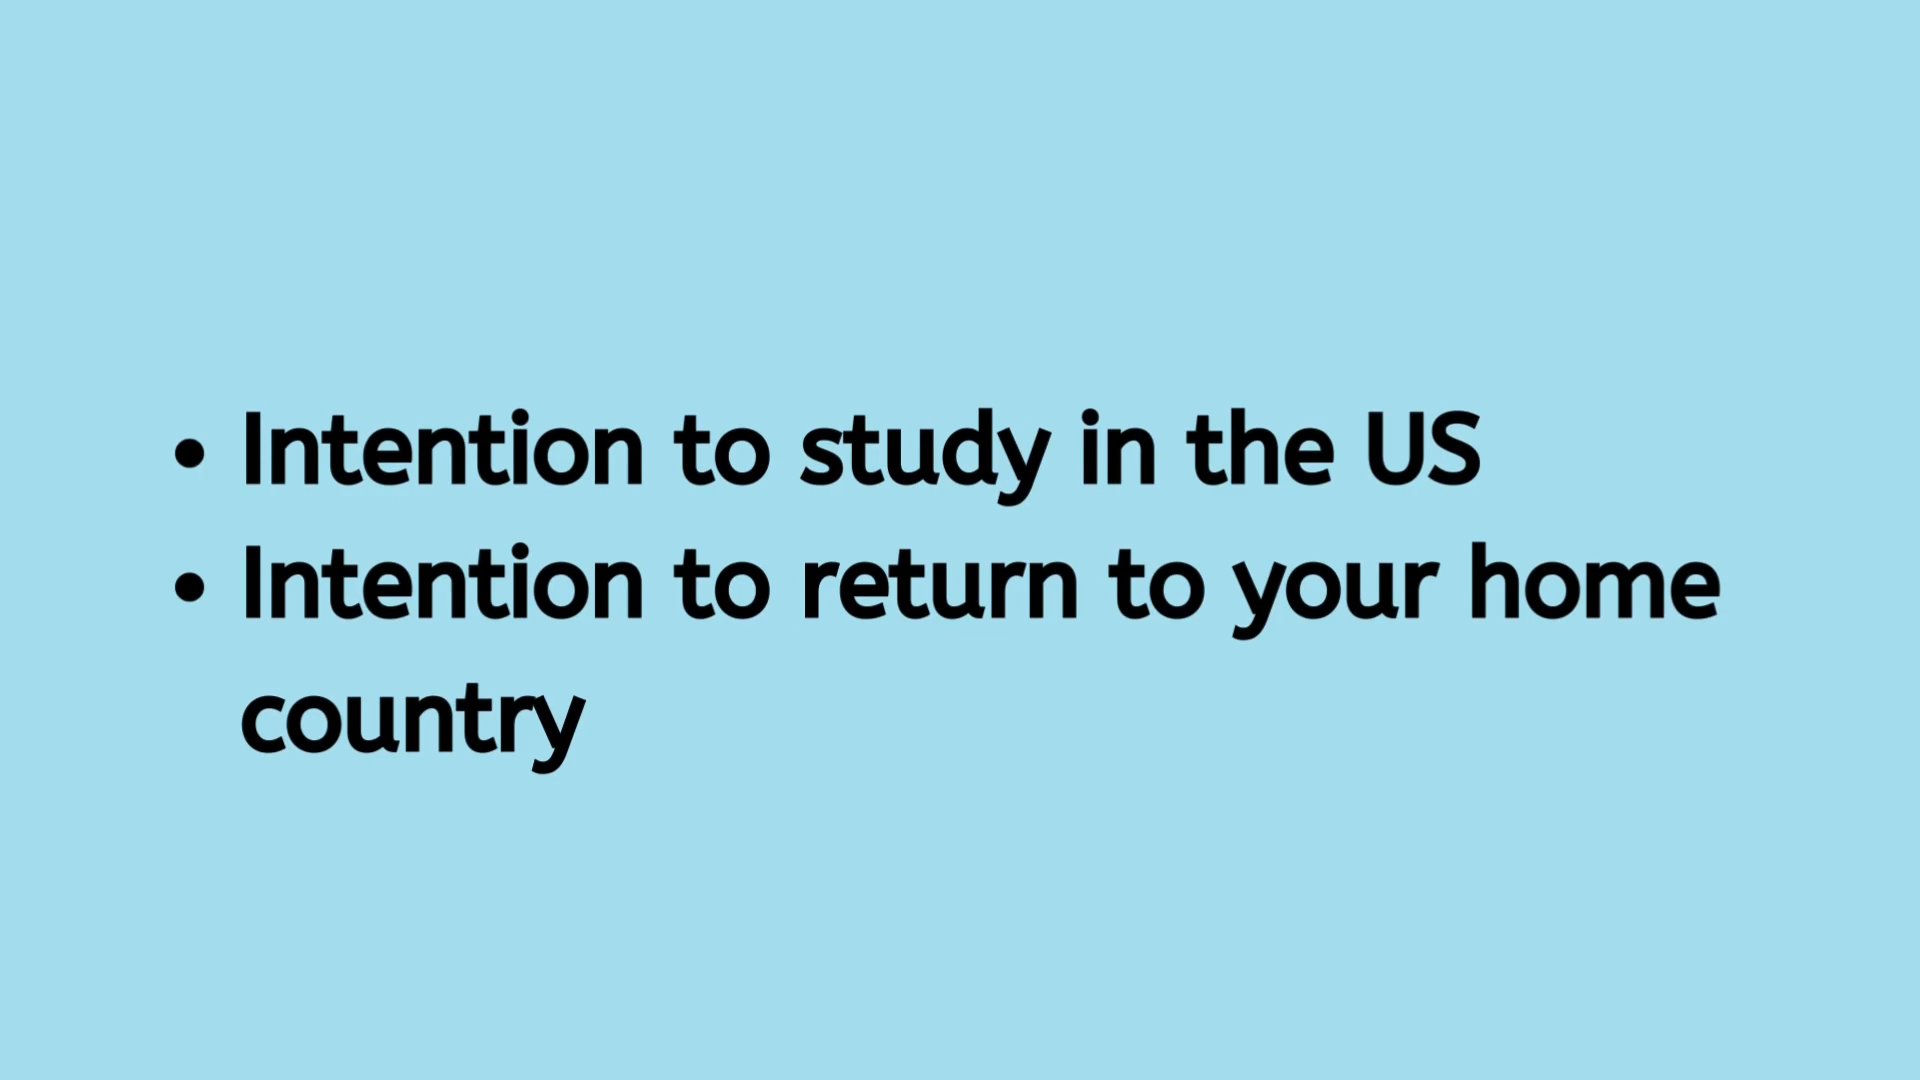 • Intention to study in the US
• Intention to return to your home
country